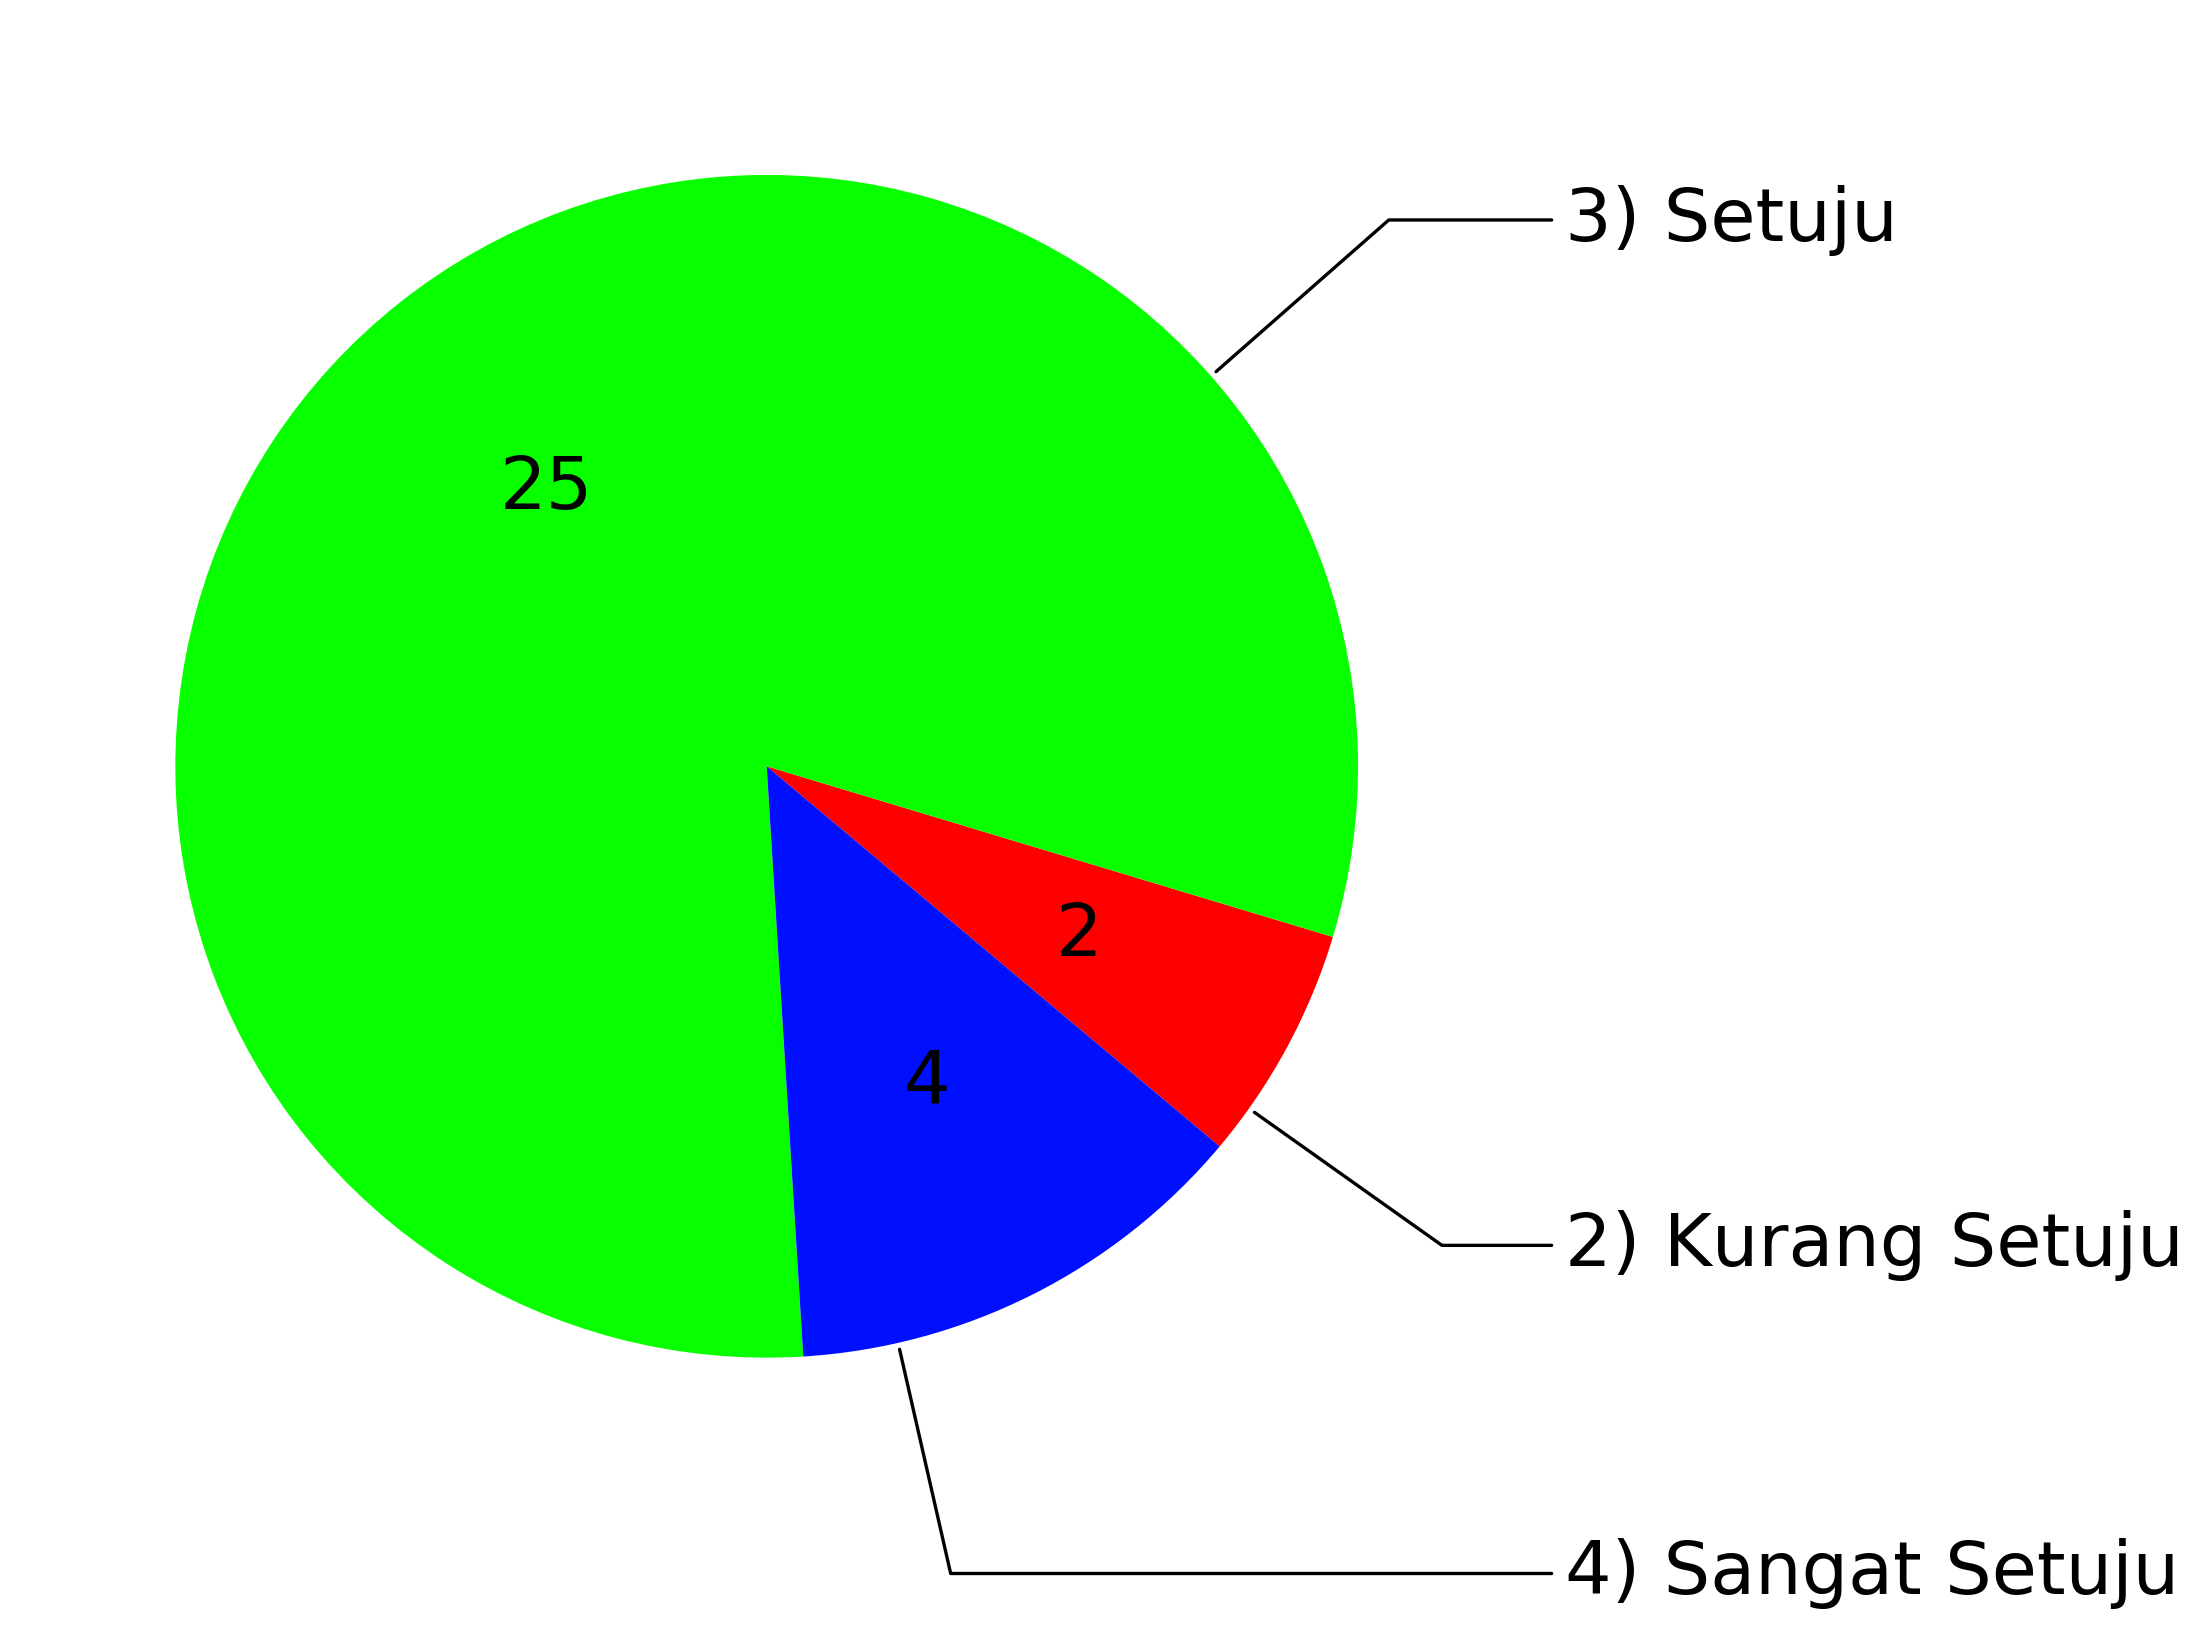 3) Setuju
25
2
4
2) Kurang Setuju
4) Sangat Setuju